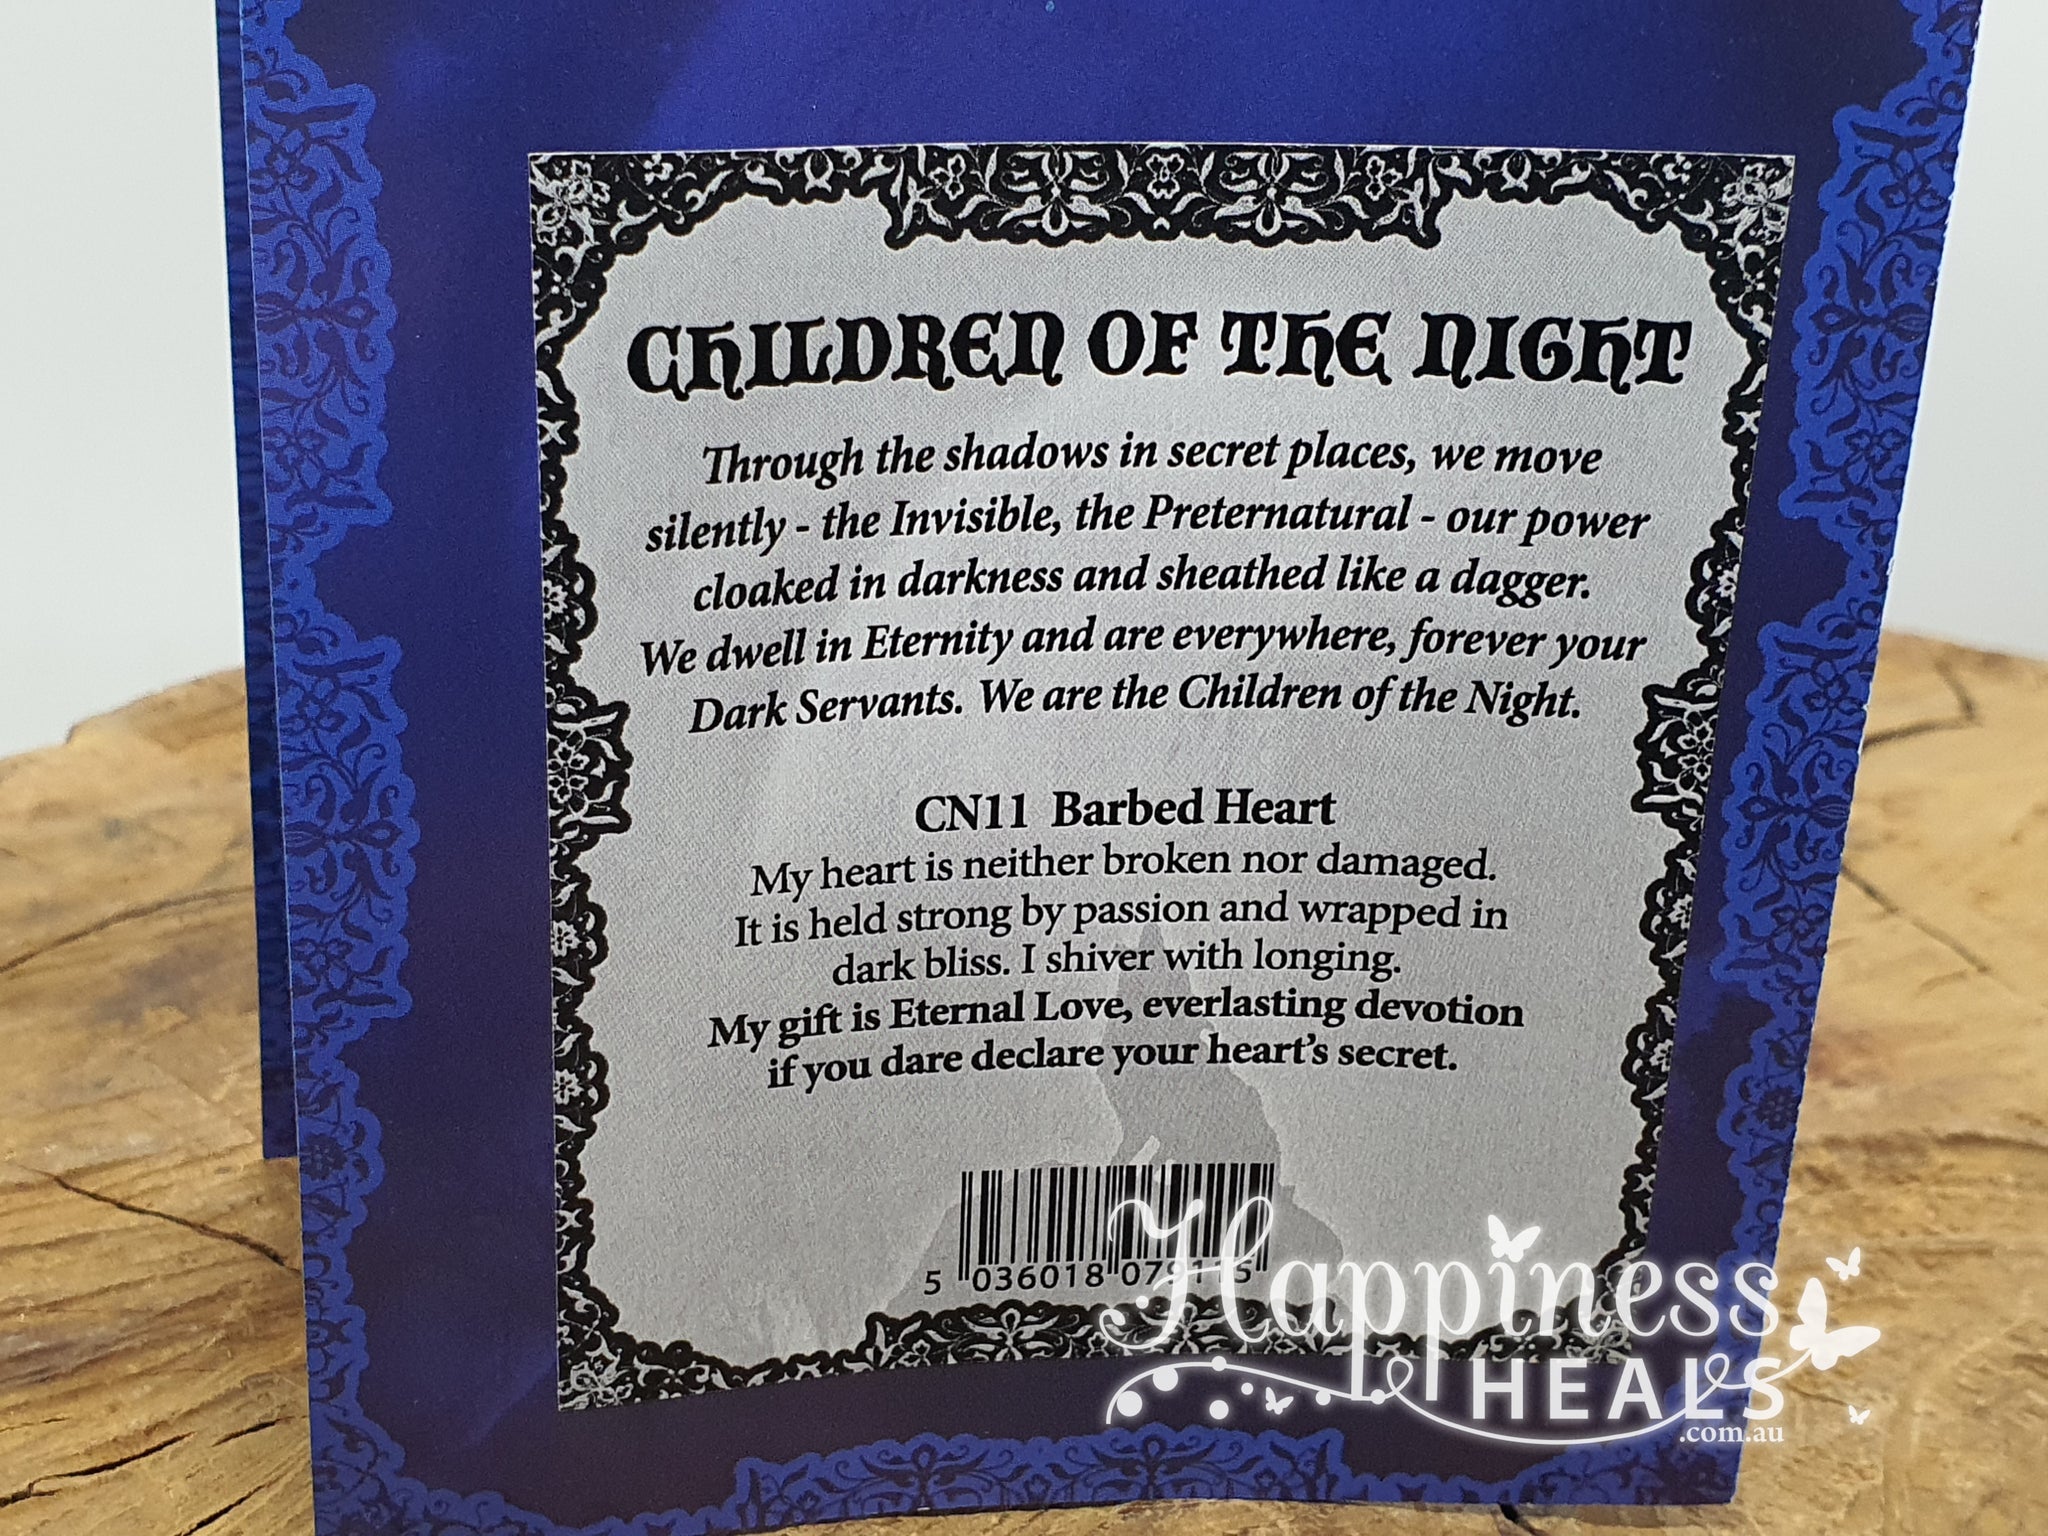 CHILDREN OF THE NIGHT
Through the shadows in secret places, we move
silently - the Invisible, the Preternatural - our power
cloaked in darkness and sheathed like a dagger.
We dwell in Eternity and are everywhere, forever your
Dark Servants. We are the Children of the Night.
CN11 Barbed Heart
My heart is neither broken nor damaged.
It is held strong by passion and wrapped in
dark bliss. I shiver with longing.
My gift is Eternal Love, everlasting devotion
if you dare declare your heart's secret.
5 036018 079115
Happiness
HEALS
.com.au